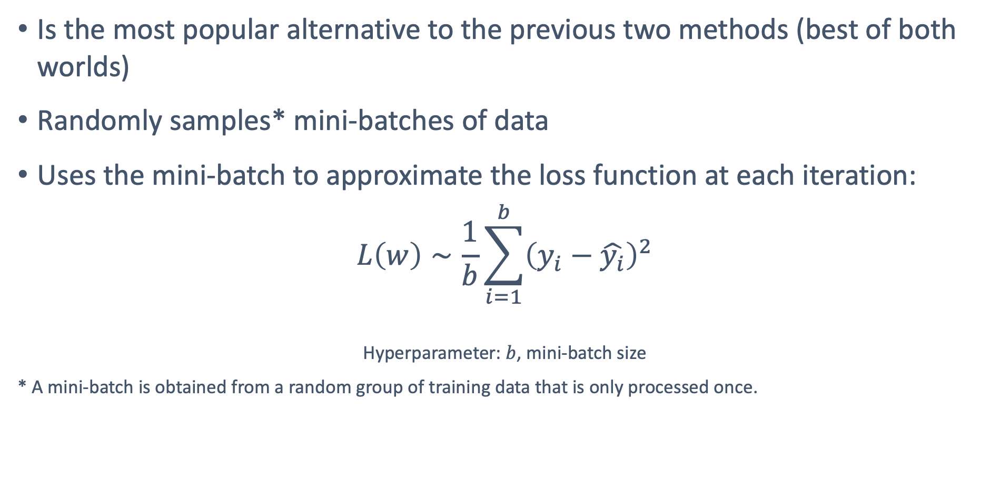 • Is the most popular alternative to the previous two methods (best of both
worlds)
• Randomly samples* mini-batches of data
• Uses the mini-batch to approximate the loss function at each iteration:
L(w) ~ \frac{1}{b} \sum_{i=1}^{b} (y_i − \hat{y}_i)^2
Hyperparameter: b, mini-batch size
* A mini-batch is obtained from a random group of training data that is only processed once.